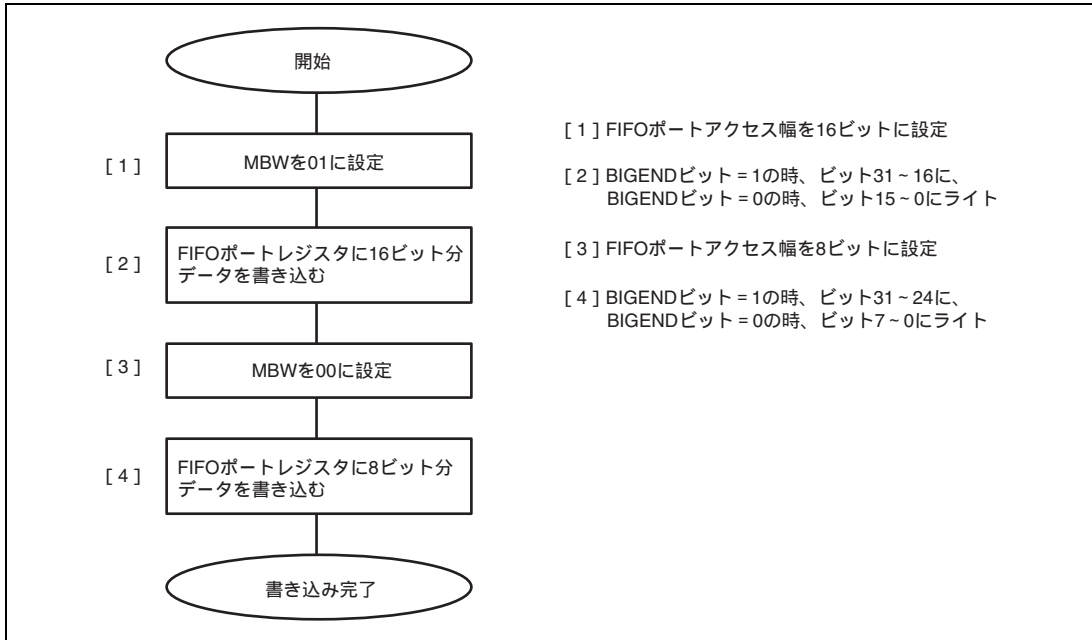 開始
[1] MBWを01に設定
[2] FIFOポートレジスタに16ビット分
データを書き込む
[3] MBWを00に設定
[4] FIFOポートレジスタに8ビット分
データを書き込む
書き込み完了
[1] FIFOポートアクセス幅を16ビットに設定
[2] BIGENDビット = 1の時、ビット31~16に、
BIGENDビット = 0の時、ビット15~0にライト
[3] FIFOポートアクセス幅を8ビットに設定
[4] BIGENDビット = 1の時、ビット31~24に、
BIGENDビット = 0の時、ビット7~0にライト